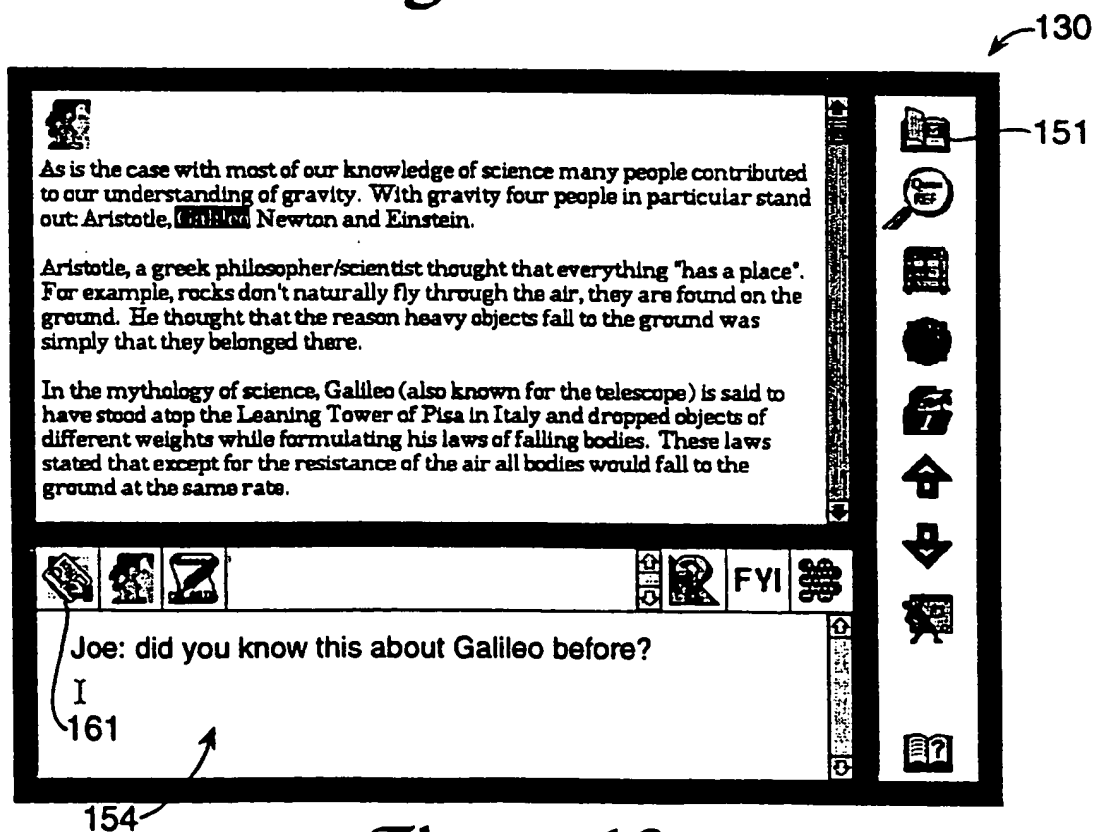 130
151
As is the case with most of our knowledge of science many people contributed
to our understanding of gravity. With gravity four people in particular stand
out: Aristotle, Galileo Newton and Einstein.
Aristotle, a greek philosopher/scientist thought that everything "has a place".
For example, rocks don't naturally fly through the air, they are found on the
ground. He thought that the reason heavy objects fall to the ground was
simply that they belonged there.
In the mythology of science, Galileo (also known for the telescope) is said to
have stood atop the Leaning Tower of Pisa in Italy and dropped objects of
different weights while formulating his laws of falling bodies. These laws
stated that except for the resistance of the air all bodies would fall to the
ground at the same rate.
REF
FYI
Joe: did you know this about Galileo before?
161
154